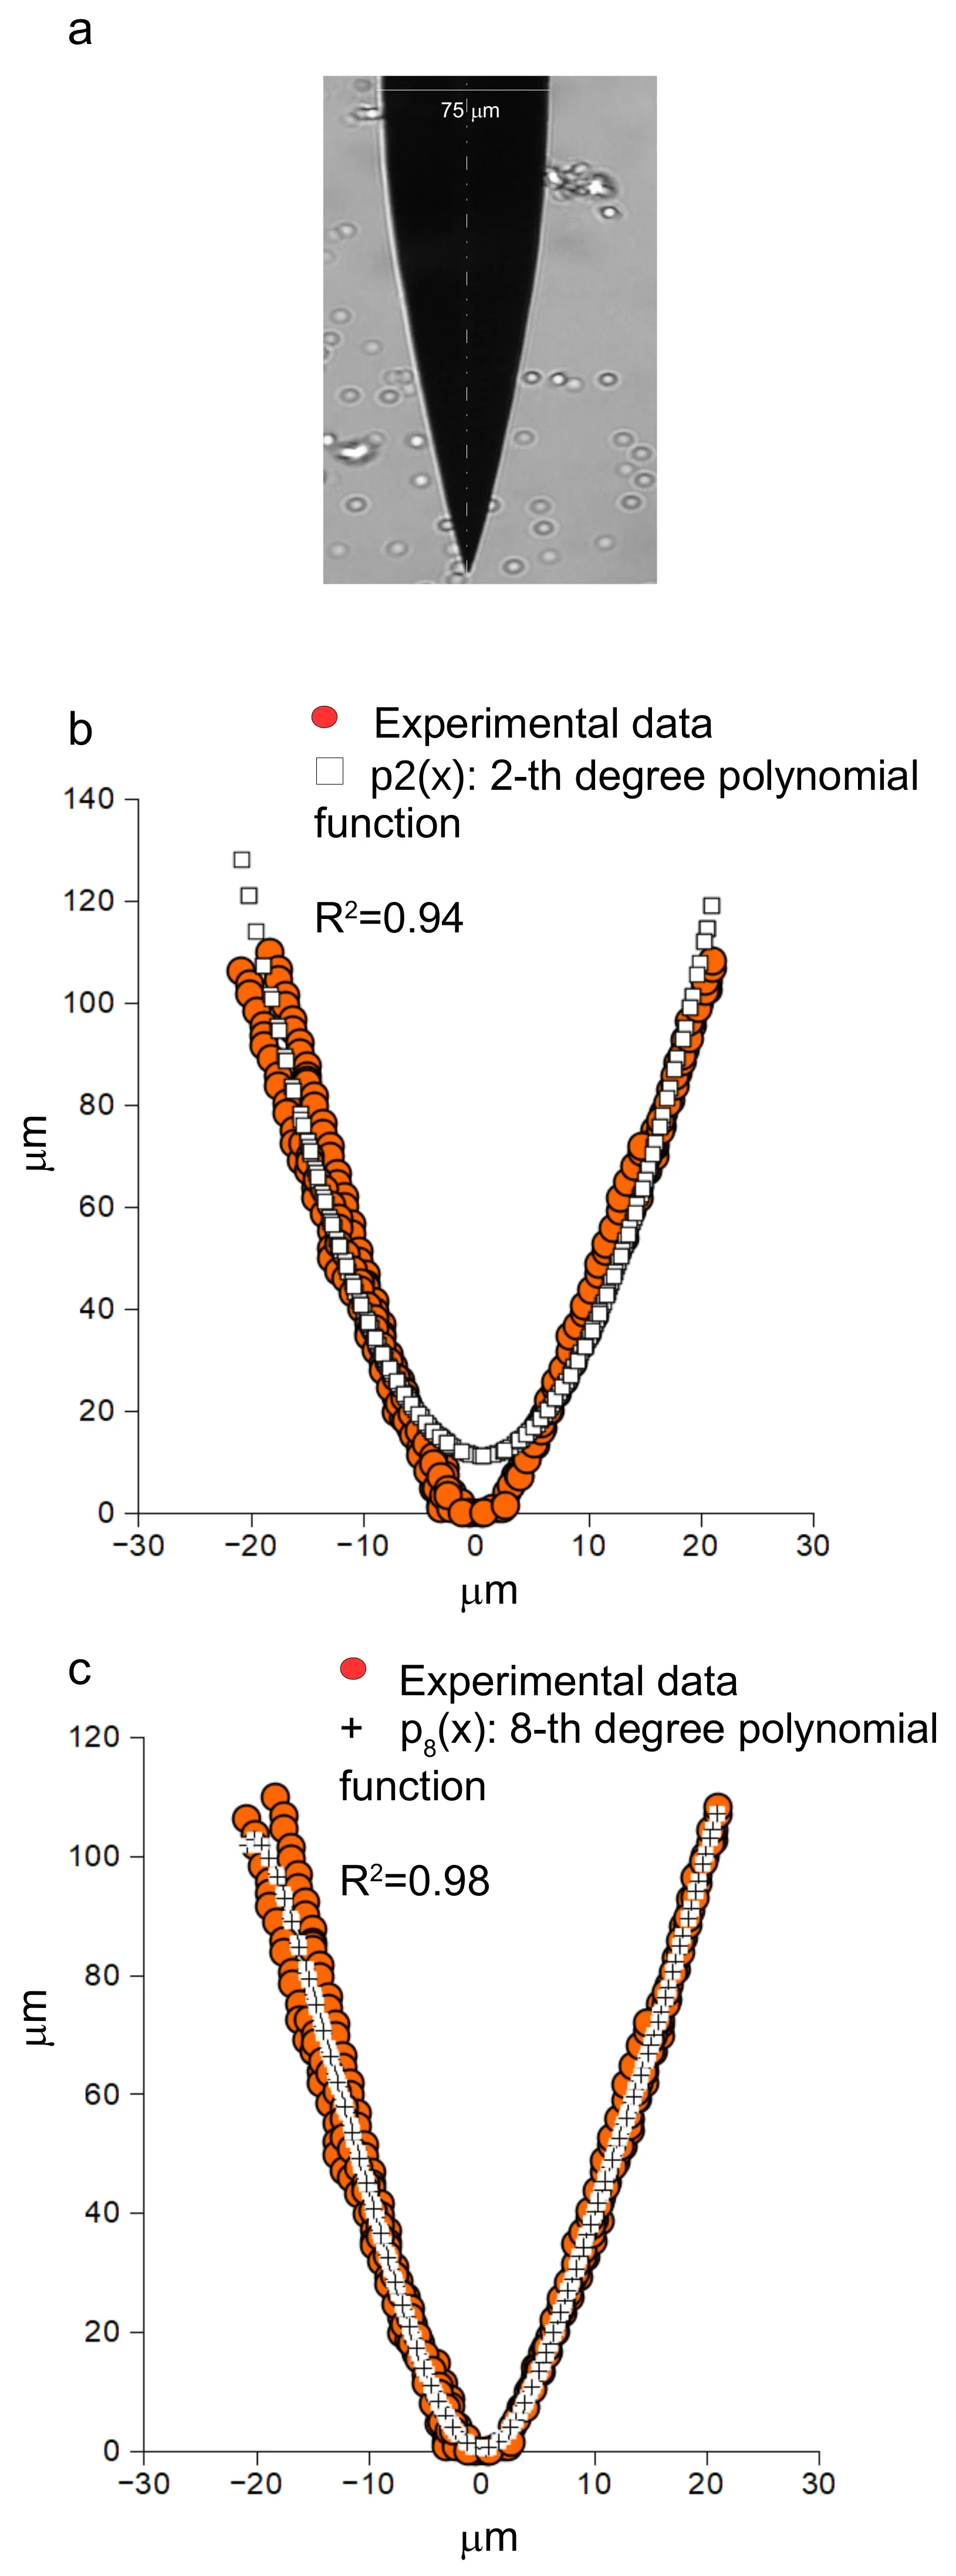 a
75 μm
b
Experimental data
p2(x): 2-th degree polynomial
function
R²=0.94
140
120
100
80
60
40
20
0
μm
−30 −20 −10 0 10 20 30
μm
c
Experimental data
+ p₈(x): 8-th degree polynomial
function
R²=0.98
120
100
80
60
40
20
0
μm
−30 −20 −10 0 10 20 30
μm